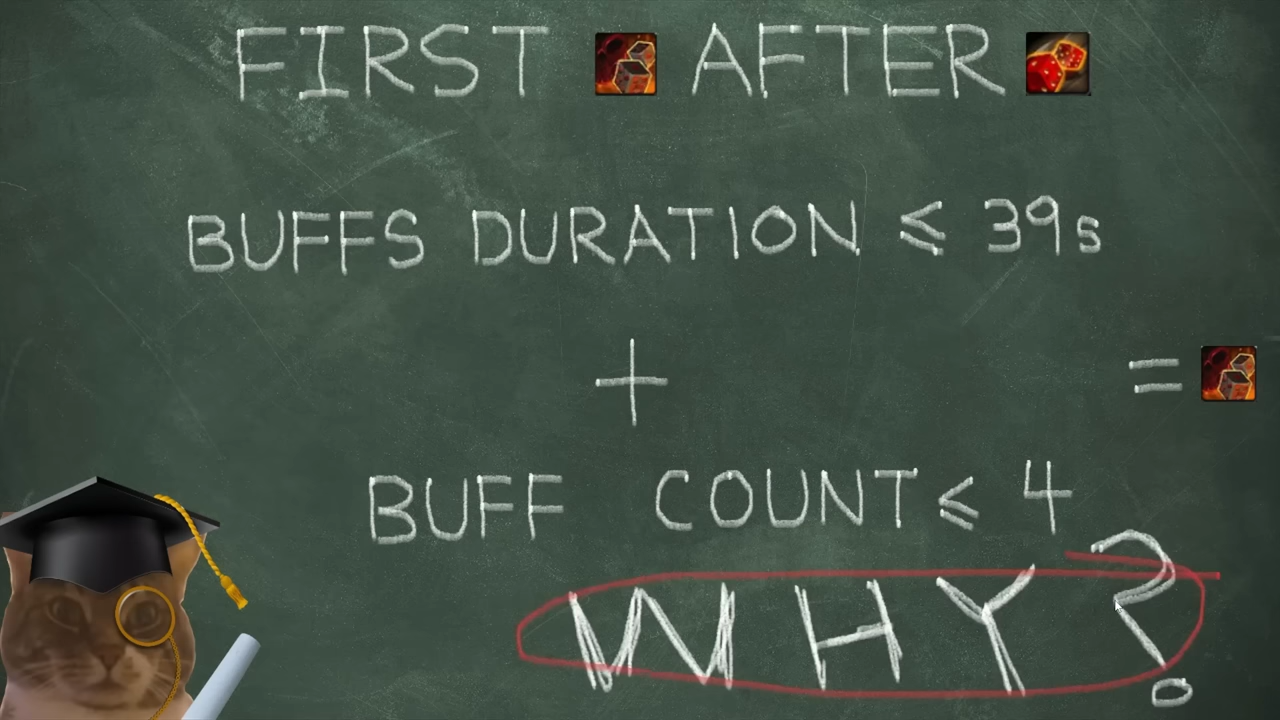 FIRST AFTER
BUFFS DURATION ≤ 39s
+ =
BUFF COUNT ≤ 4
WHY?